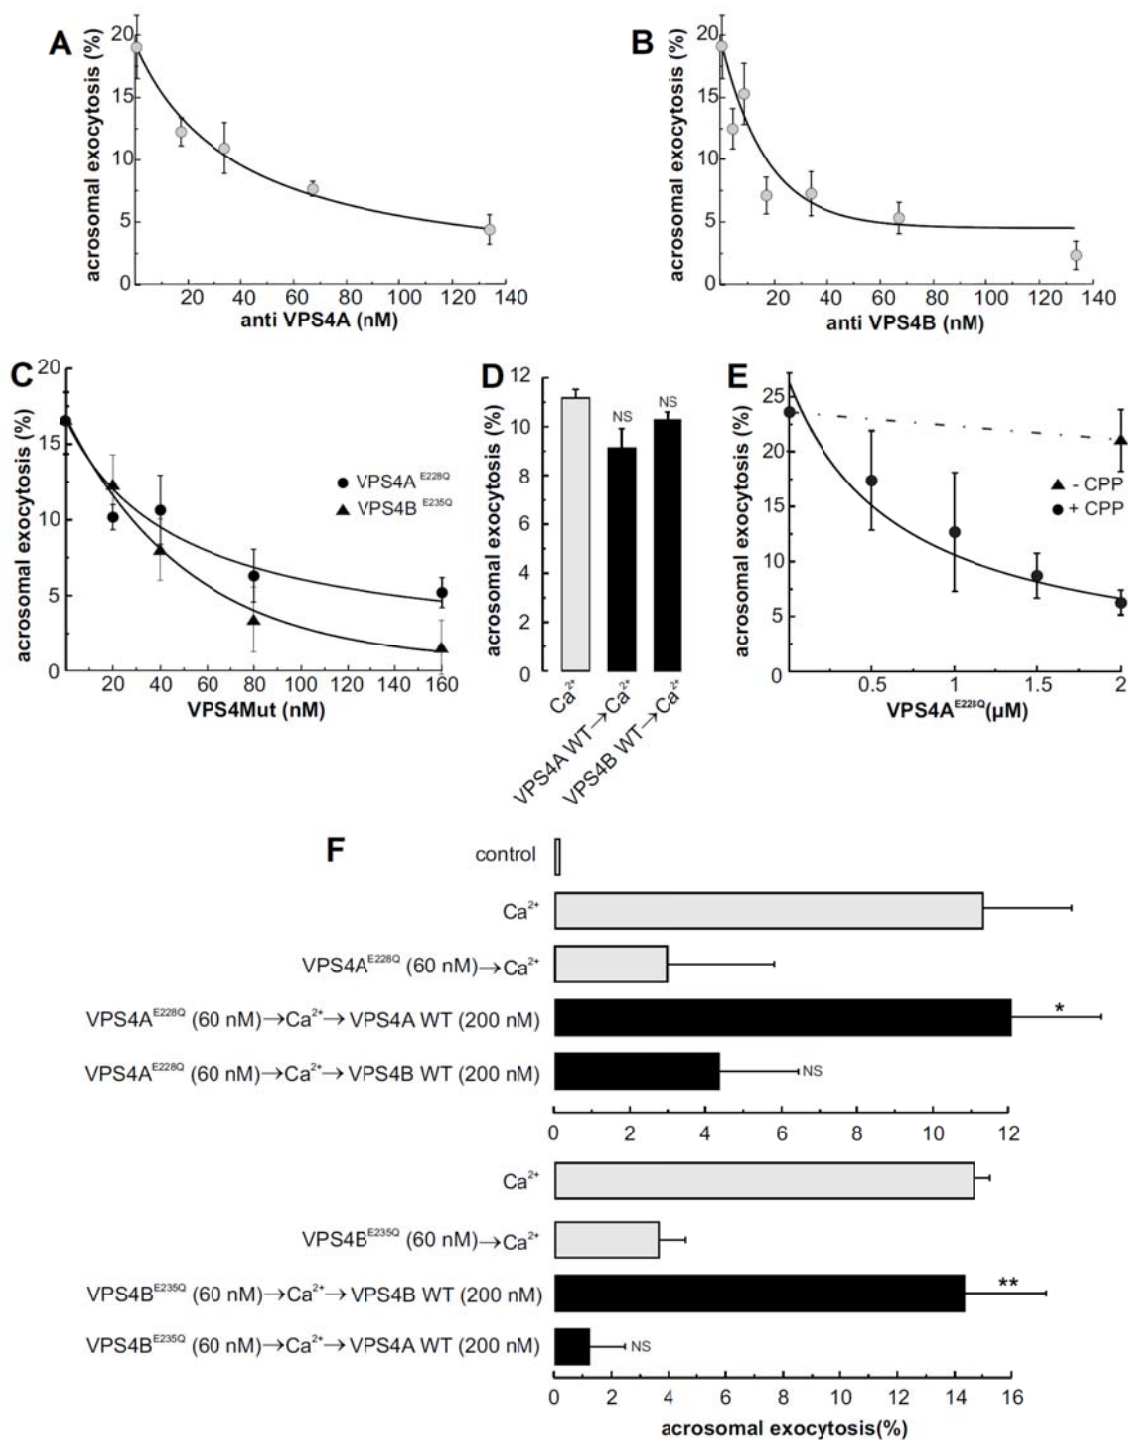 A
acrosomal exocytosis (%)
20
15
10
5
0
20 40 60 80 100 120 140
anti VPS4A (nM)
B
acrosomal exocytosis (%)
20
15
10
5
0
20 40 60 80 100 120 140
anti VPS4B (nM)
C
acrosomal exocytosis (%)
20
15
10
5
0
VPS4A E228Q
VPS4B E235Q
0 20 40 60 80 100 120 140 160
VPS4Mut (nM)
D
acrosomal exocytosis (%)
12
10
8
6
4
2
0
NS
NS
Ca²⁺
VPS4A WT→Ca²⁺
VPS4B WT→Ca²⁺
E
acrosomal exocytosis (%)
25
20
15
10
5
0
- CPP
+ CPP
0.5 1 1.5 2
VPS4A E228Q (µM)
F
control
Ca²⁺
VPS4A E228Q (60 nM)→Ca²⁺
VPS4A E228Q (60 nM)→Ca²⁺→VPS4A WT (200 nM) *
VPS4A E228Q (60 nM)→Ca²⁺→VPS4B WT (200 nM) NS
0 2 4 6 8 10 12
Ca²⁺
VPS4B E235Q (60 nM)→Ca²⁺
VPS4B E235Q (60 nM)→Ca²⁺→VPS4B WT (200 nM) **
VPS4B E235Q (60 nM)→Ca²⁺→VPS4A WT (200 nM) NS
0 2 4 6 8 10 12 14 16
acrosomal exocytosis(%)